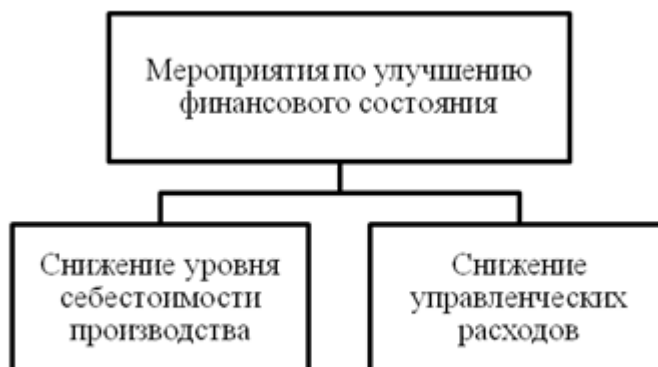 Мероприятия по улучшению
финансового состояния
Снижение уровня
себестоимости
производства
Снижение
управленческих
расходов